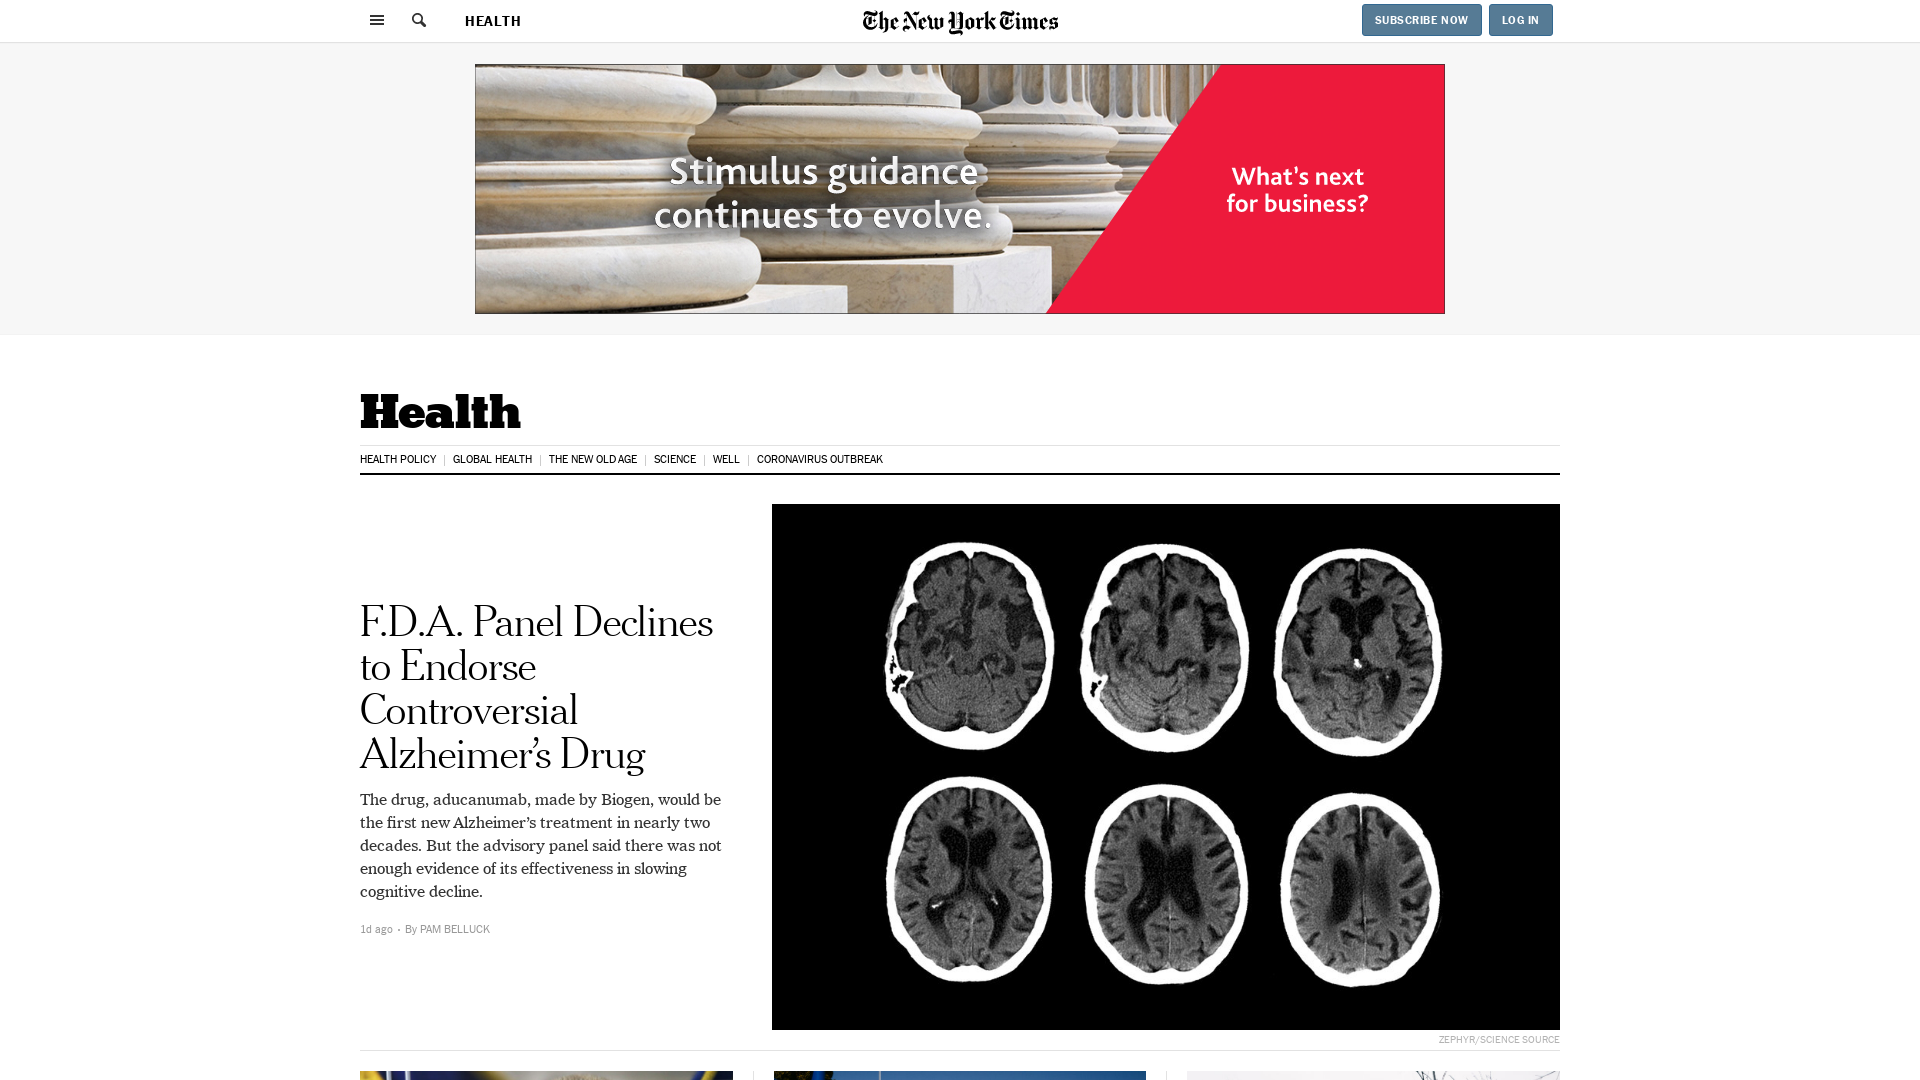 HEALTH
The New York Times
SUBSCRIBE NOW
LOG IN
Stimulus guidance
continues to evolve.
What's next
for business?
Health
HEALTH POLICY
GLOBAL HEALTH
THE NEW OLD AGE
SCIENCE
WELL
CORONAVIRUS OUTBREAK
F.D.A. Panel Declines
to Endorse
Controversial
Alzheimer’s Drug
The drug, aducanumab, made by Biogen, would be
the first new Alzheimer’s treatment in nearly two
decades. But the advisory panel said there was not
enough evidence of its effectiveness in slowing
cognitive decline.
1d ago • By PAM BELLUCK
ZEPHYR/SCIENCE SOURCE